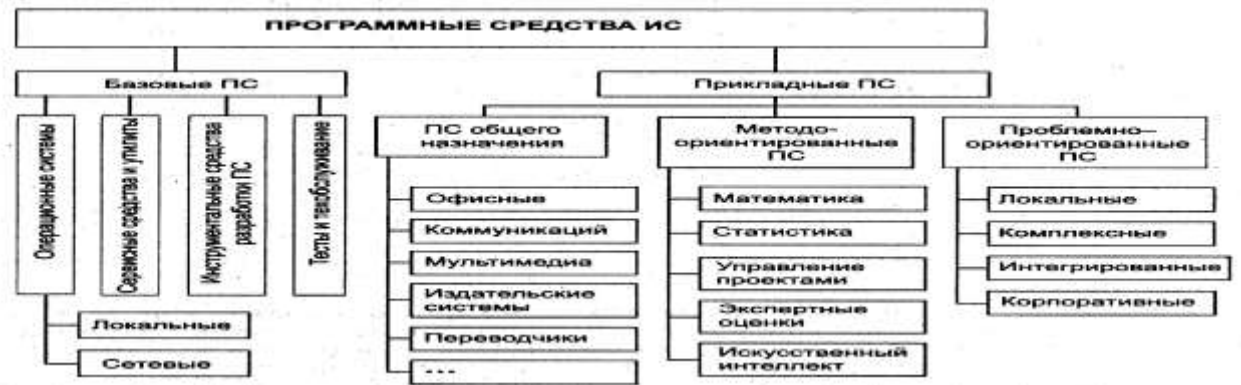 ПРОГРАММНЫЕ СРЕДСТВА ИС
Базовые ПС
Прикладные ПС
Операционные системы
Сервисные средства и утилиты
Инструментальные средства
разработки ПС
Тесты и техобслуживание
Локальные
Сетевые
ПС общего
назначения
Офисные
Коммуникаций
Мультимедиа
Издательские
системы
Переводчики
---
Методо-
ориентированные
ПС
Математика
Статистика
Управление
проектами
Экспертные
оценки
Искусственный
интеллект
Проблемно-
ориентированные
ПС
Локальные
Комплексные
Интегрированные
Корпоративные